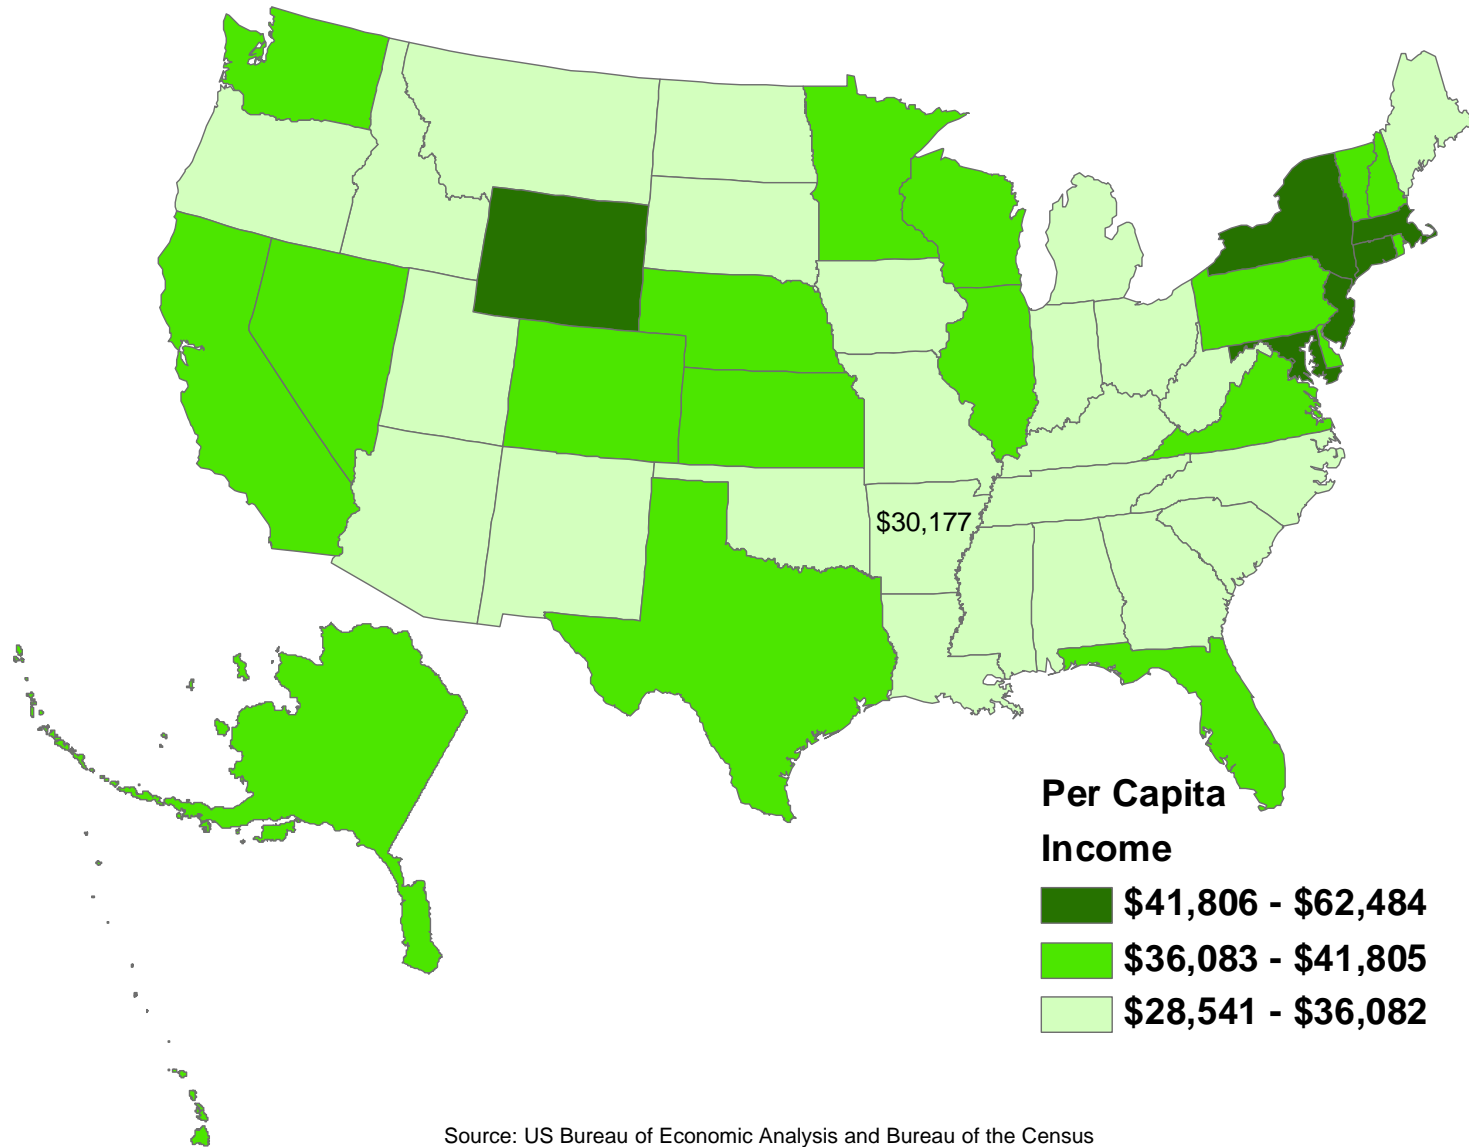 $30,177
Per Capita
Income
$41,806 - $62,484
$36,083 - $41,805
$28,541 - $36,082
Source: US Bureau of Economic Analysis and Bureau of the Census